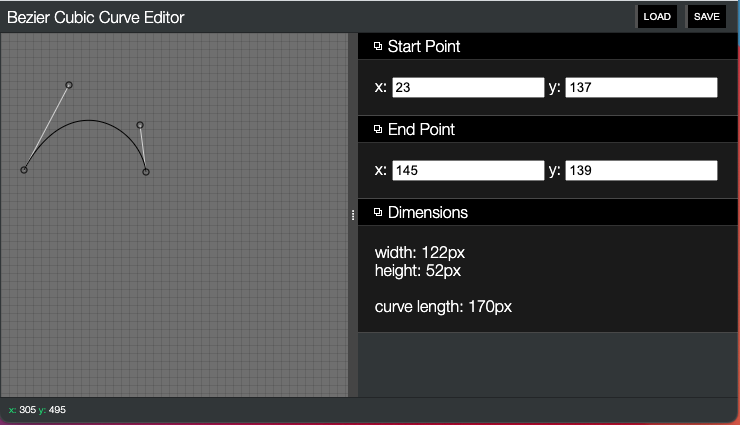 Bezier Cubic Curve Editor
LOAD SAVE
Start Point
x: 23 y: 137
End Point
x: 145 y: 139
Dimensions
width: 122px
height: 52px
curve length: 170px
x: 305 y: 495